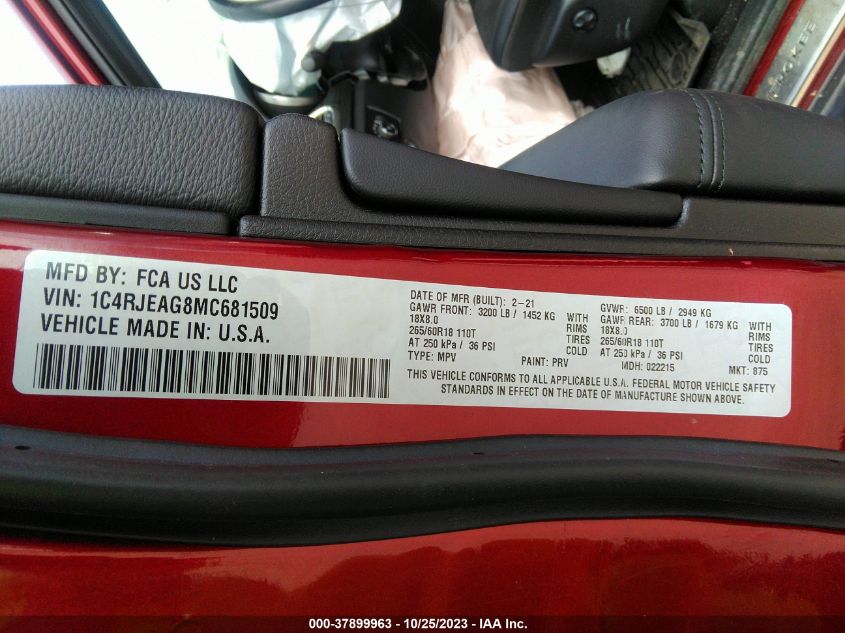 ROKEE
MFD BY: FCA US LLC
VIN: 1C4RJEAG8MC681509
VEHICLE MADE IN: U.S.A.
DATE OF MFR (BUILT): 2-21 GVWR: 6500 LB / 2949 KG
GAWR FRONT: 3200 LB / 1452 KG WITH GAWR REAR: 3700 LB / 1679 KG WITH
18X8.0 RIMS 18X8.0 RIMS
265/60R18 110T TIRES 265/60R18 110T TIRES
AT 250 kPa / 36 PSI COLD AT 250 kPa / 36 PSI COLD
TYPE: MPV PAINT: PRV MDH: 022215 MKT: 875
THIS VEHICLE CONFORMS TO ALL APPLICABLE U.S.A. FEDERAL MOTOR VEHICLE SAFETY
STANDARDS IN EFFECT ON THE DATE OF MANUFACTURE SHOWN ABOVE.
000-37899963 - 10/25/2023 - IAA Inc.